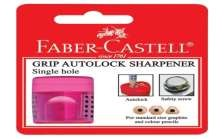 FABER-CASTELL
since 1761
GRIP AUTOLOCK SHARPENER
Single hole
Autolock
Safety screw
For standard size graphite
and colour pencils